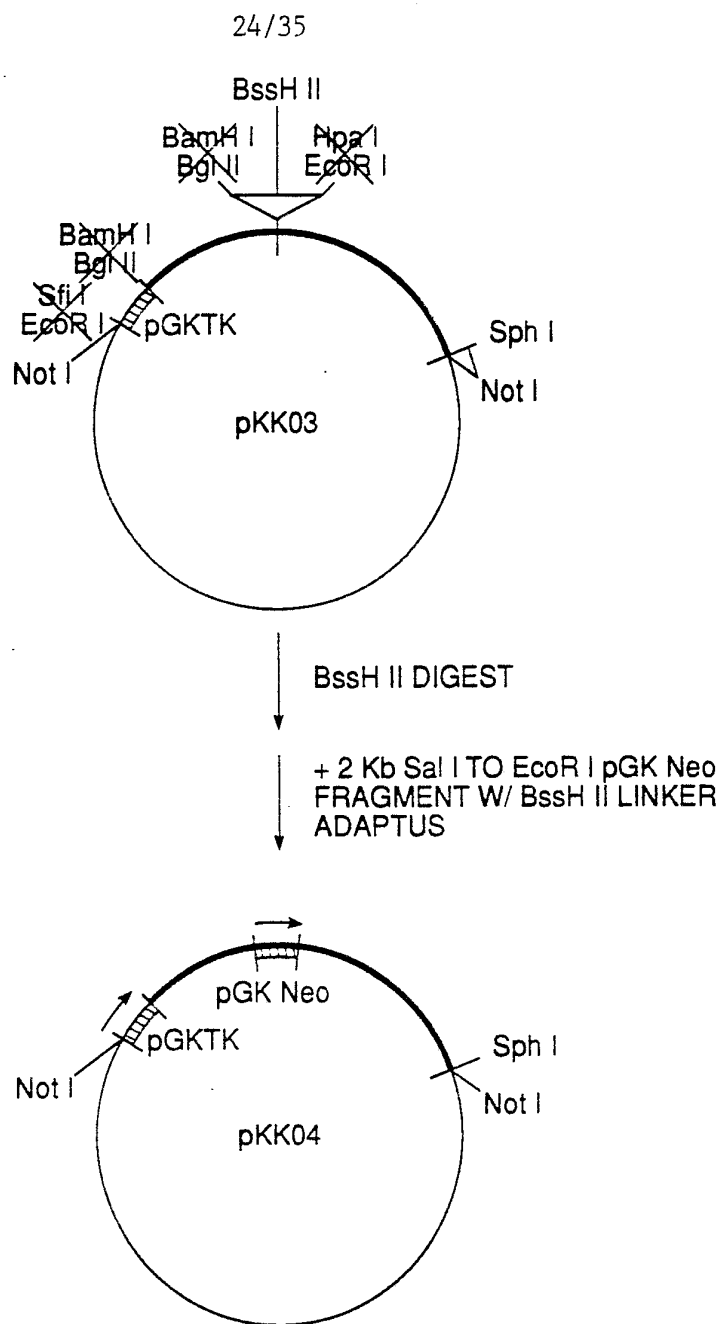 24/35
BssH II
BamH I
Bgl II
Hpa I
EcoR I
BamH I
Bgl II
Sfi I
EcoR I
pGKTK
Not I
Sph I
Not I
pKK03
BssH II DIGEST
+ 2 Kb Sal I TO EcoR I pGK Neo
FRAGMENT W/ BssH II LINKER
ADAPTUS
pGK Neo
pGKTK
Not I
Sph I
Not I
pKK04